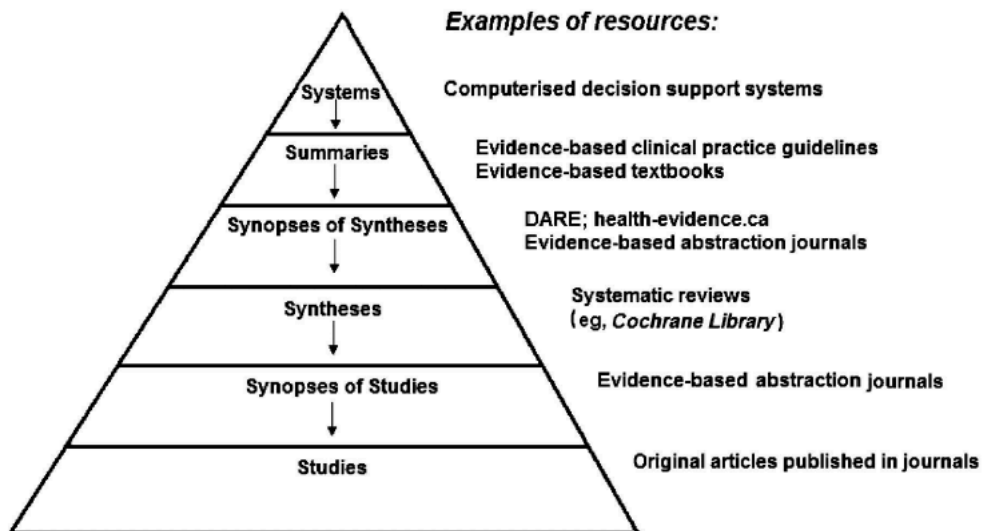 Examples of resources:
Systems
Computerised decision support systems
Summaries
Evidence-based clinical practice guidelines
Evidence-based textbooks
Synopses of Syntheses
DARE; health-evidence.ca
Evidence-based abstraction journals
Syntheses
Systematic reviews
(eg, Cochrane Library)
Synopses of Studies
Evidence-based abstraction journals
Studies
Original articles published in journals